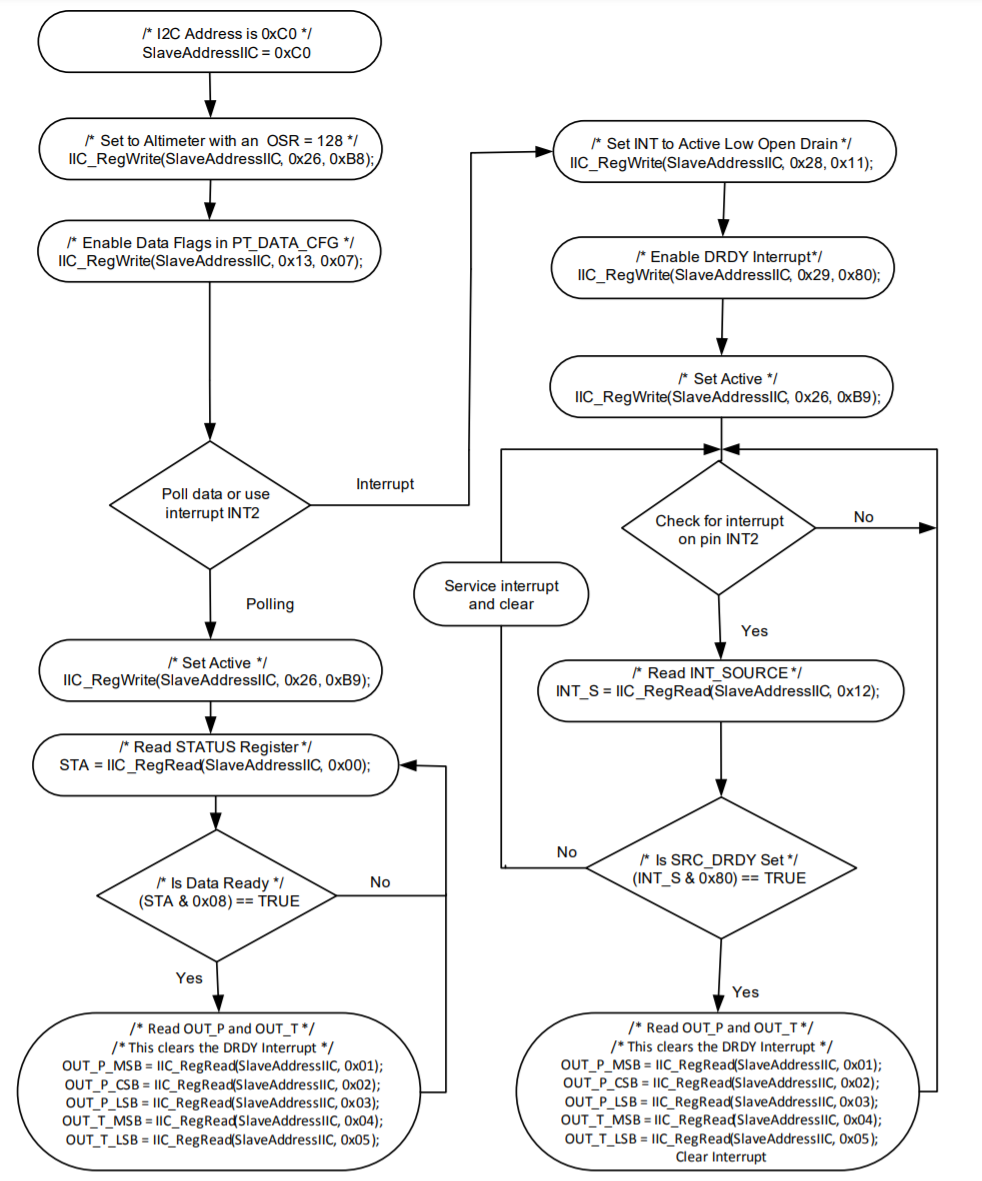 /* I2C Address is 0xC0 */
SlaveAddressIIC = 0xC0
/* Set to Altimeter with an OSR = 128 */
IIC_RegWrite(SlaveAddressIIC, 0x26, 0xB8);
/* Enable Data Flags in PT_DATA_CFG */
IIC_RegWrite(SlaveAddressIIC, 0x13, 0x07);
Poll data or use
interrupt INT2
Interrupt
Polling
/* Set Active */
IIC_RegWrite(SlaveAddressIIC, 0x26, 0xB9);
/* Read STATUS Register */
STA = IIC_RegRead(SlaveAddressIIC, 0x00);
/* Is Data Ready */
(STA & 0x08) == TRUE
No
Yes
/* Read OUT_P and OUT_T */
/* This clears the DRDY Interrupt */
OUT_P_MSB = IIC_RegRead(SlaveAddressIIC, 0x01);
OUT_P_CSB = IIC_RegRead(SlaveAddressIIC, 0x02);
OUT_P_LSB = IIC_RegRead(SlaveAddressIIC, 0x03);
OUT_T_MSB = IIC_RegRead(SlaveAddressIIC, 0x04);
OUT_T_LSB = IIC_RegRead(SlaveAddressIIC, 0x05);
/* Set INT to Active Low Open Drain */
IIC_RegWrite(SlaveAddressIIC, 0x28, 0x11);
/* Enable DRDY Interrupt*/
IIC_RegWrite(SlaveAddressIIC, 0x29, 0x80);
/* Set Active */
IIC_RegWrite(SlaveAddressIIC, 0x26, 0xB9);
Check for interrupt
on pin INT2
No
Service interrupt
and clear
Yes
/* Read INT_SOURCE */
INT_S = IIC_RegRead(SlaveAddressIIC, 0x12);
No
/* Is SRC_DRDY Set */
(INT_S & 0x80) == TRUE
Yes
/* Read OUT_P and OUT_T */
/* This clears the DRDY Interrupt */
OUT_P_MSB = IIC_RegRead(SlaveAddressIIC, 0x01);
OUT_P_CSB = IIC_RegRead(SlaveAddressIIC, 0x02);
OUT_P_LSB = IIC_RegRead(SlaveAddressIIC, 0x03);
OUT_T_MSB = IIC_RegRead(SlaveAddressIIC, 0x04);
OUT_T_LSB = IIC_RegRead(SlaveAddressIIC, 0x05);
Clear Interrupt